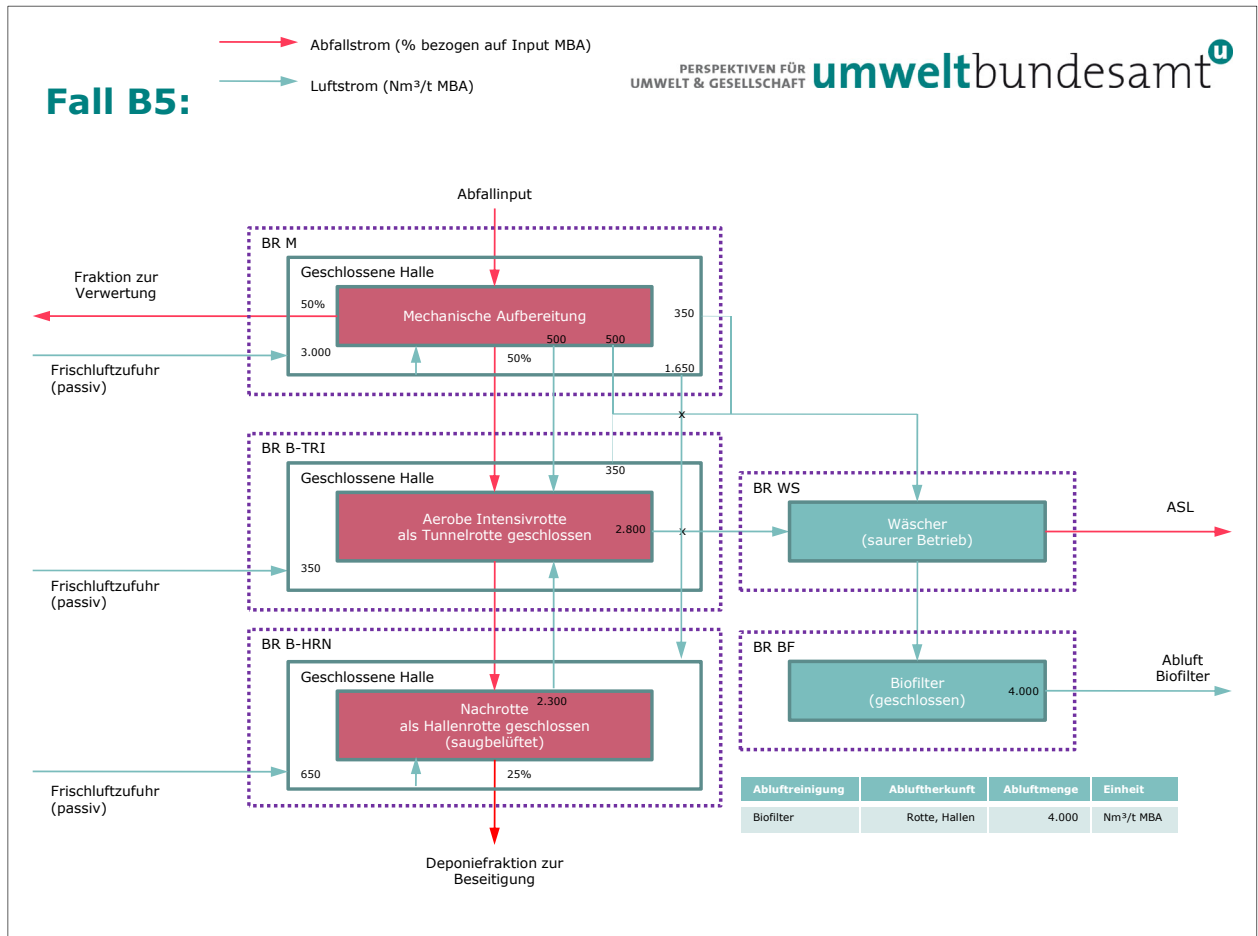 Abfallstrom (% bezogen auf Input MBA)
Luftstrom (Nm³/t MBA)
PERSPEKTIVEN FÜR
UMWELT & GESELLSCHAFT
umweltbundesamt
u
Fall B5:
Abfallinput
BR M
Geschlossene Halle
Fraktion zur
Verwertung
50%
Mechanische Aufbereitung
350
500
500
3.000
50%
1.650
Frischluftzufuhr
(passiv)
x
BR B-TRI
Geschlossene Halle
350
Aerobe Intensivrotte
als Tunnelrotte geschlossen
2.800
x
350
Frischluftzufuhr
(passiv)
BR WS
Wäscher
(saurer Betrieb)
ASL
BR B-HRN
Geschlossene Halle
2.300
Nachrotte
als Hallenrotte geschlossen
(saugbelüftet)
650
25%
Frischluftzufuhr
(passiv)
BR BF
Biofilter
(geschlossen)
4.000
Abluft
Biofilter
Deponiefraktion zur
Beseitigung
Abluftreinigung Abluftherkunft Abluftmenge Einheit
Biofilter Rotte, Hallen 4.000 Nm³/t MBA